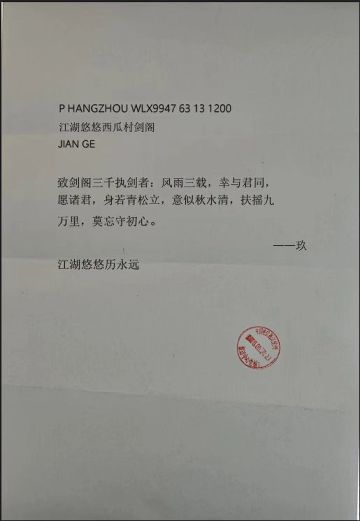 P HANGZHOU WLX9947 63 13 1200
江湖悠悠西瓜村剑阁
JIAN GE
致剑阁三千执剑者：风雨三载，幸与君同，
愿诸君，身若青松立，意似秋水清，扶摇九
万里，莫忘守初心。
——玖
江湖悠悠历永远